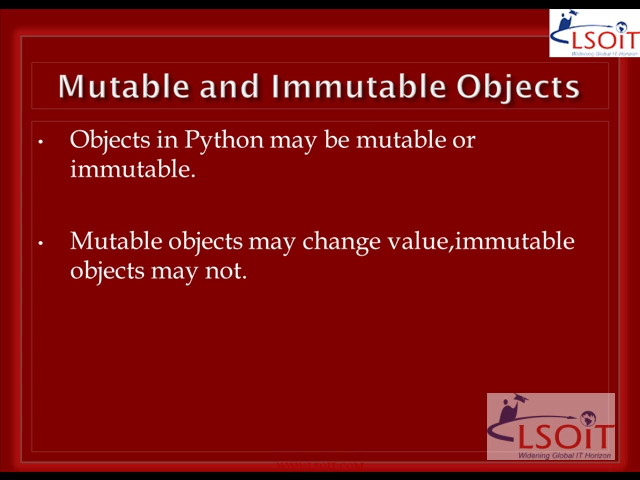 LSOiT
Widening Global IT Horizon
Mutable and Immutable Objects
• Objects in Python may be mutable or
immutable.
• Mutable objects may change value,immutable
objects may not.
LSOiT
Widening Global IT Horizon